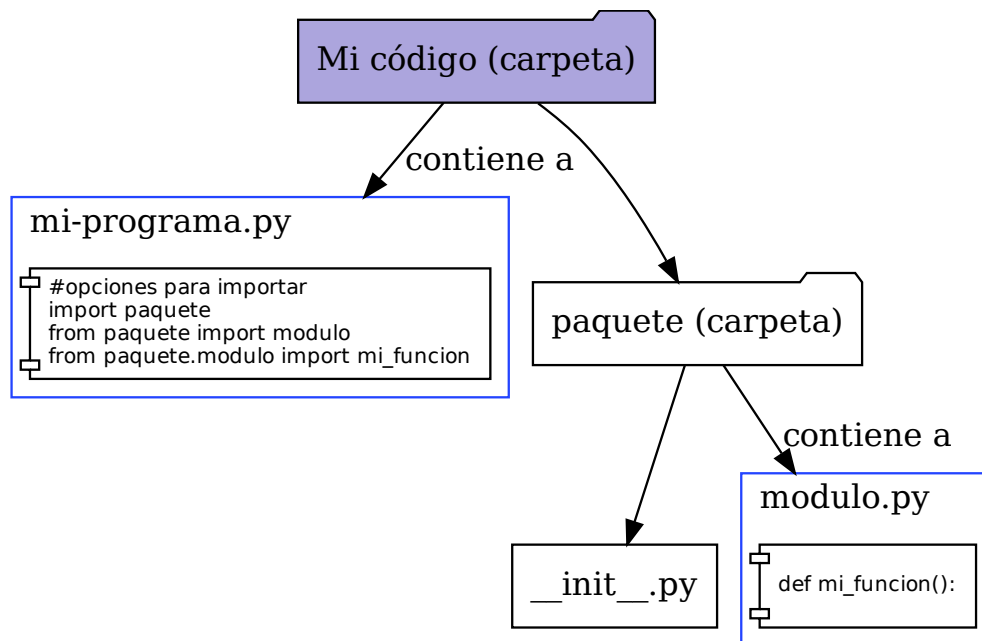 Mi código (carpeta)
contiene a
mi-programa.py
#opciones para importar
import paquete
from paquete import modulo
from paquete.modulo import mi_funcion
paquete (carpeta)
contiene a
modulo.py
__init__.py
def mi_funcion():